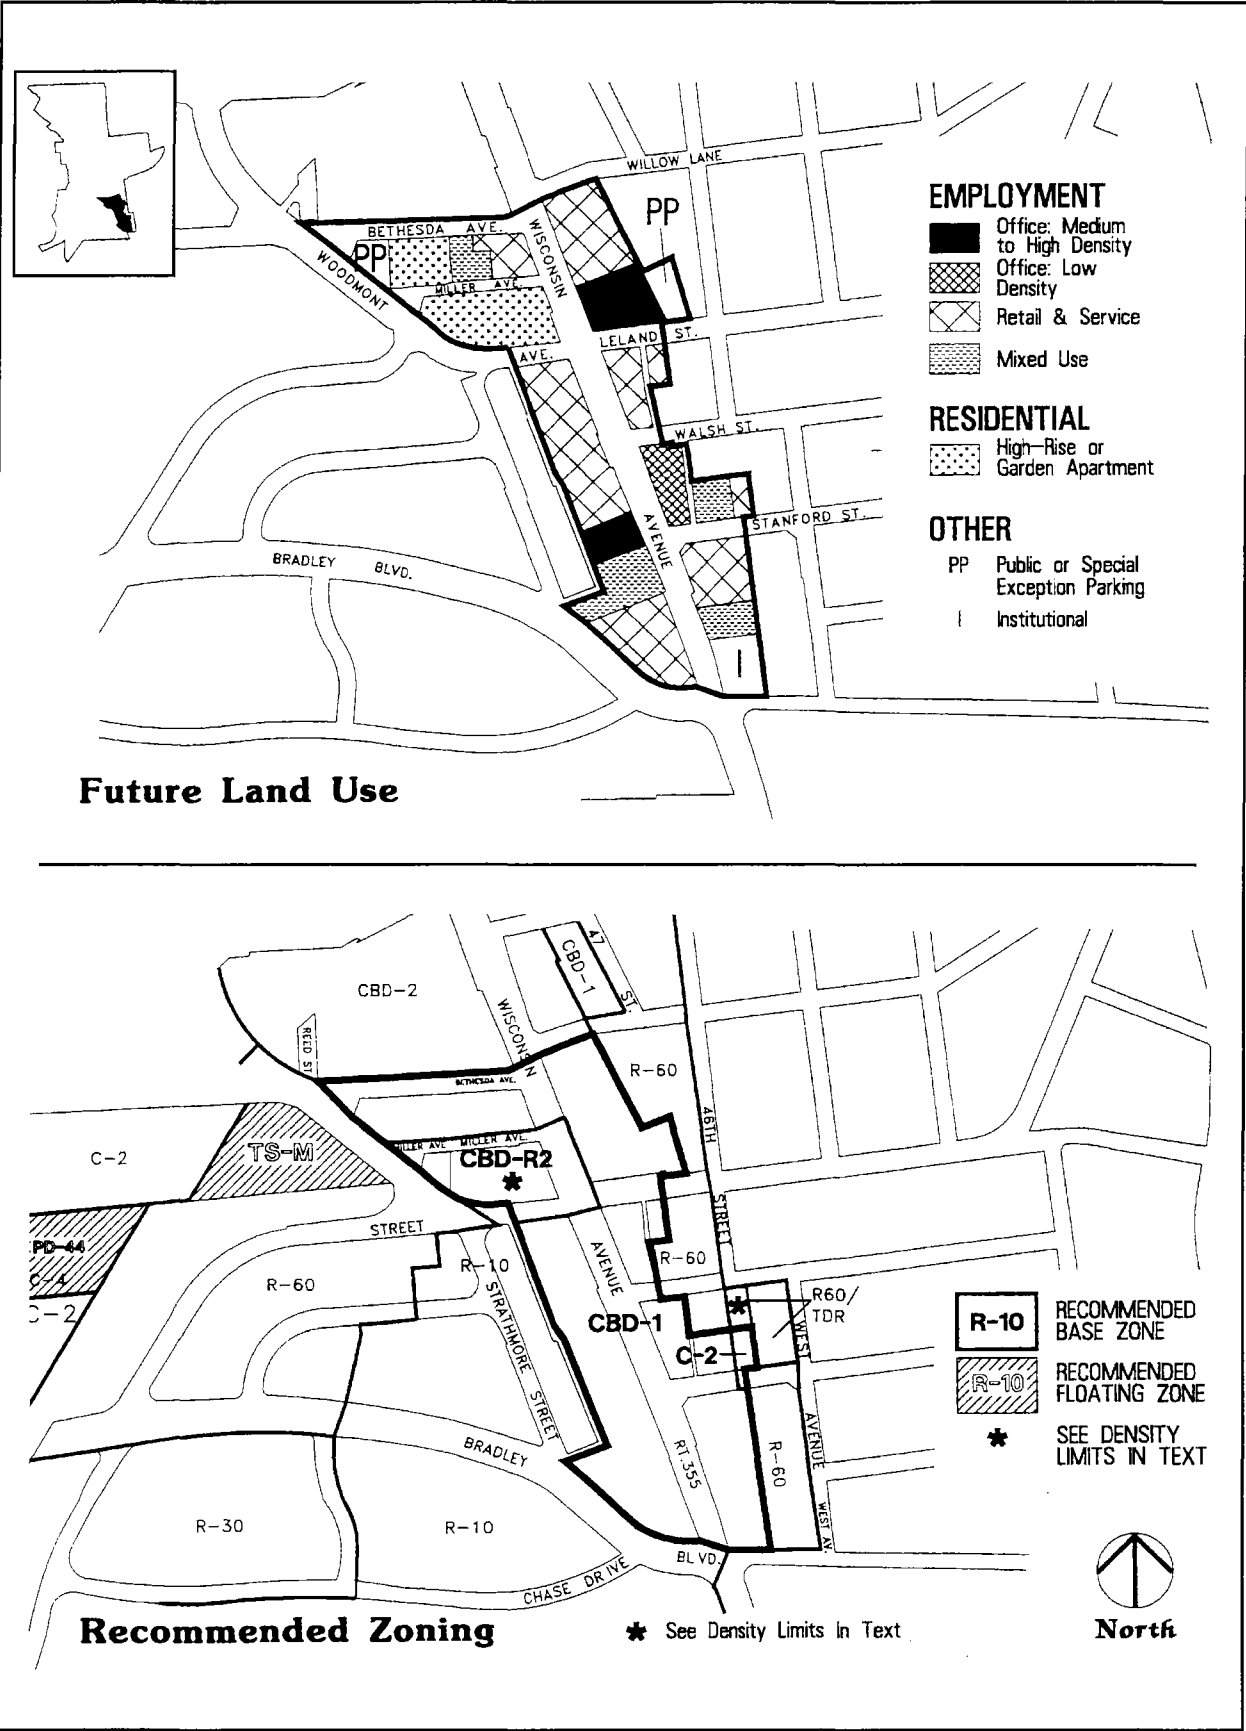 WILLOW LANE
PP
BETHESDA AVE.
WISCONSIN
PP
WOODMONT
MILLER AVE.
LELAND ST.
AVE.
WALSH ST.
STANFORD ST.
AVENUE
BRADLEY BLVD.
I
EMPLOYMENT
Office: Medium
to High Density
Office: Low
Density
Retail & Service
Mixed Use
RESIDENTIAL
High-Rise or
Garden Apartment
OTHER
PP Public or Special
Exception Parking
I Institutional
Future Land Use
CBD-2
CBD-1
47
ST.
WISCONSIN
REED ST
BETHESDA AVE.
R-60
46TH
STREET
C-2
TS-M
MILLER AVE.
CBD-R2
*
PD-44
C-4
C-2
STREET
R-60
R-10
STRATHMORE
STREET
AVENUE
R-60
CBD-1
*
R60/
TDR
C-2
WEST
AVENUE
BRADLEY
RT.355
R-60
WEST AV.
R-30
R-10
BLVD.
CHASE DRIVE
R-10 RECOMMENDED
BASE ZONE
R-10 RECOMMENDED
FLOATING ZONE
* SEE DENSITY
LIMITS IN TEXT
North
Recommended Zoning
* See Density Limits In Text